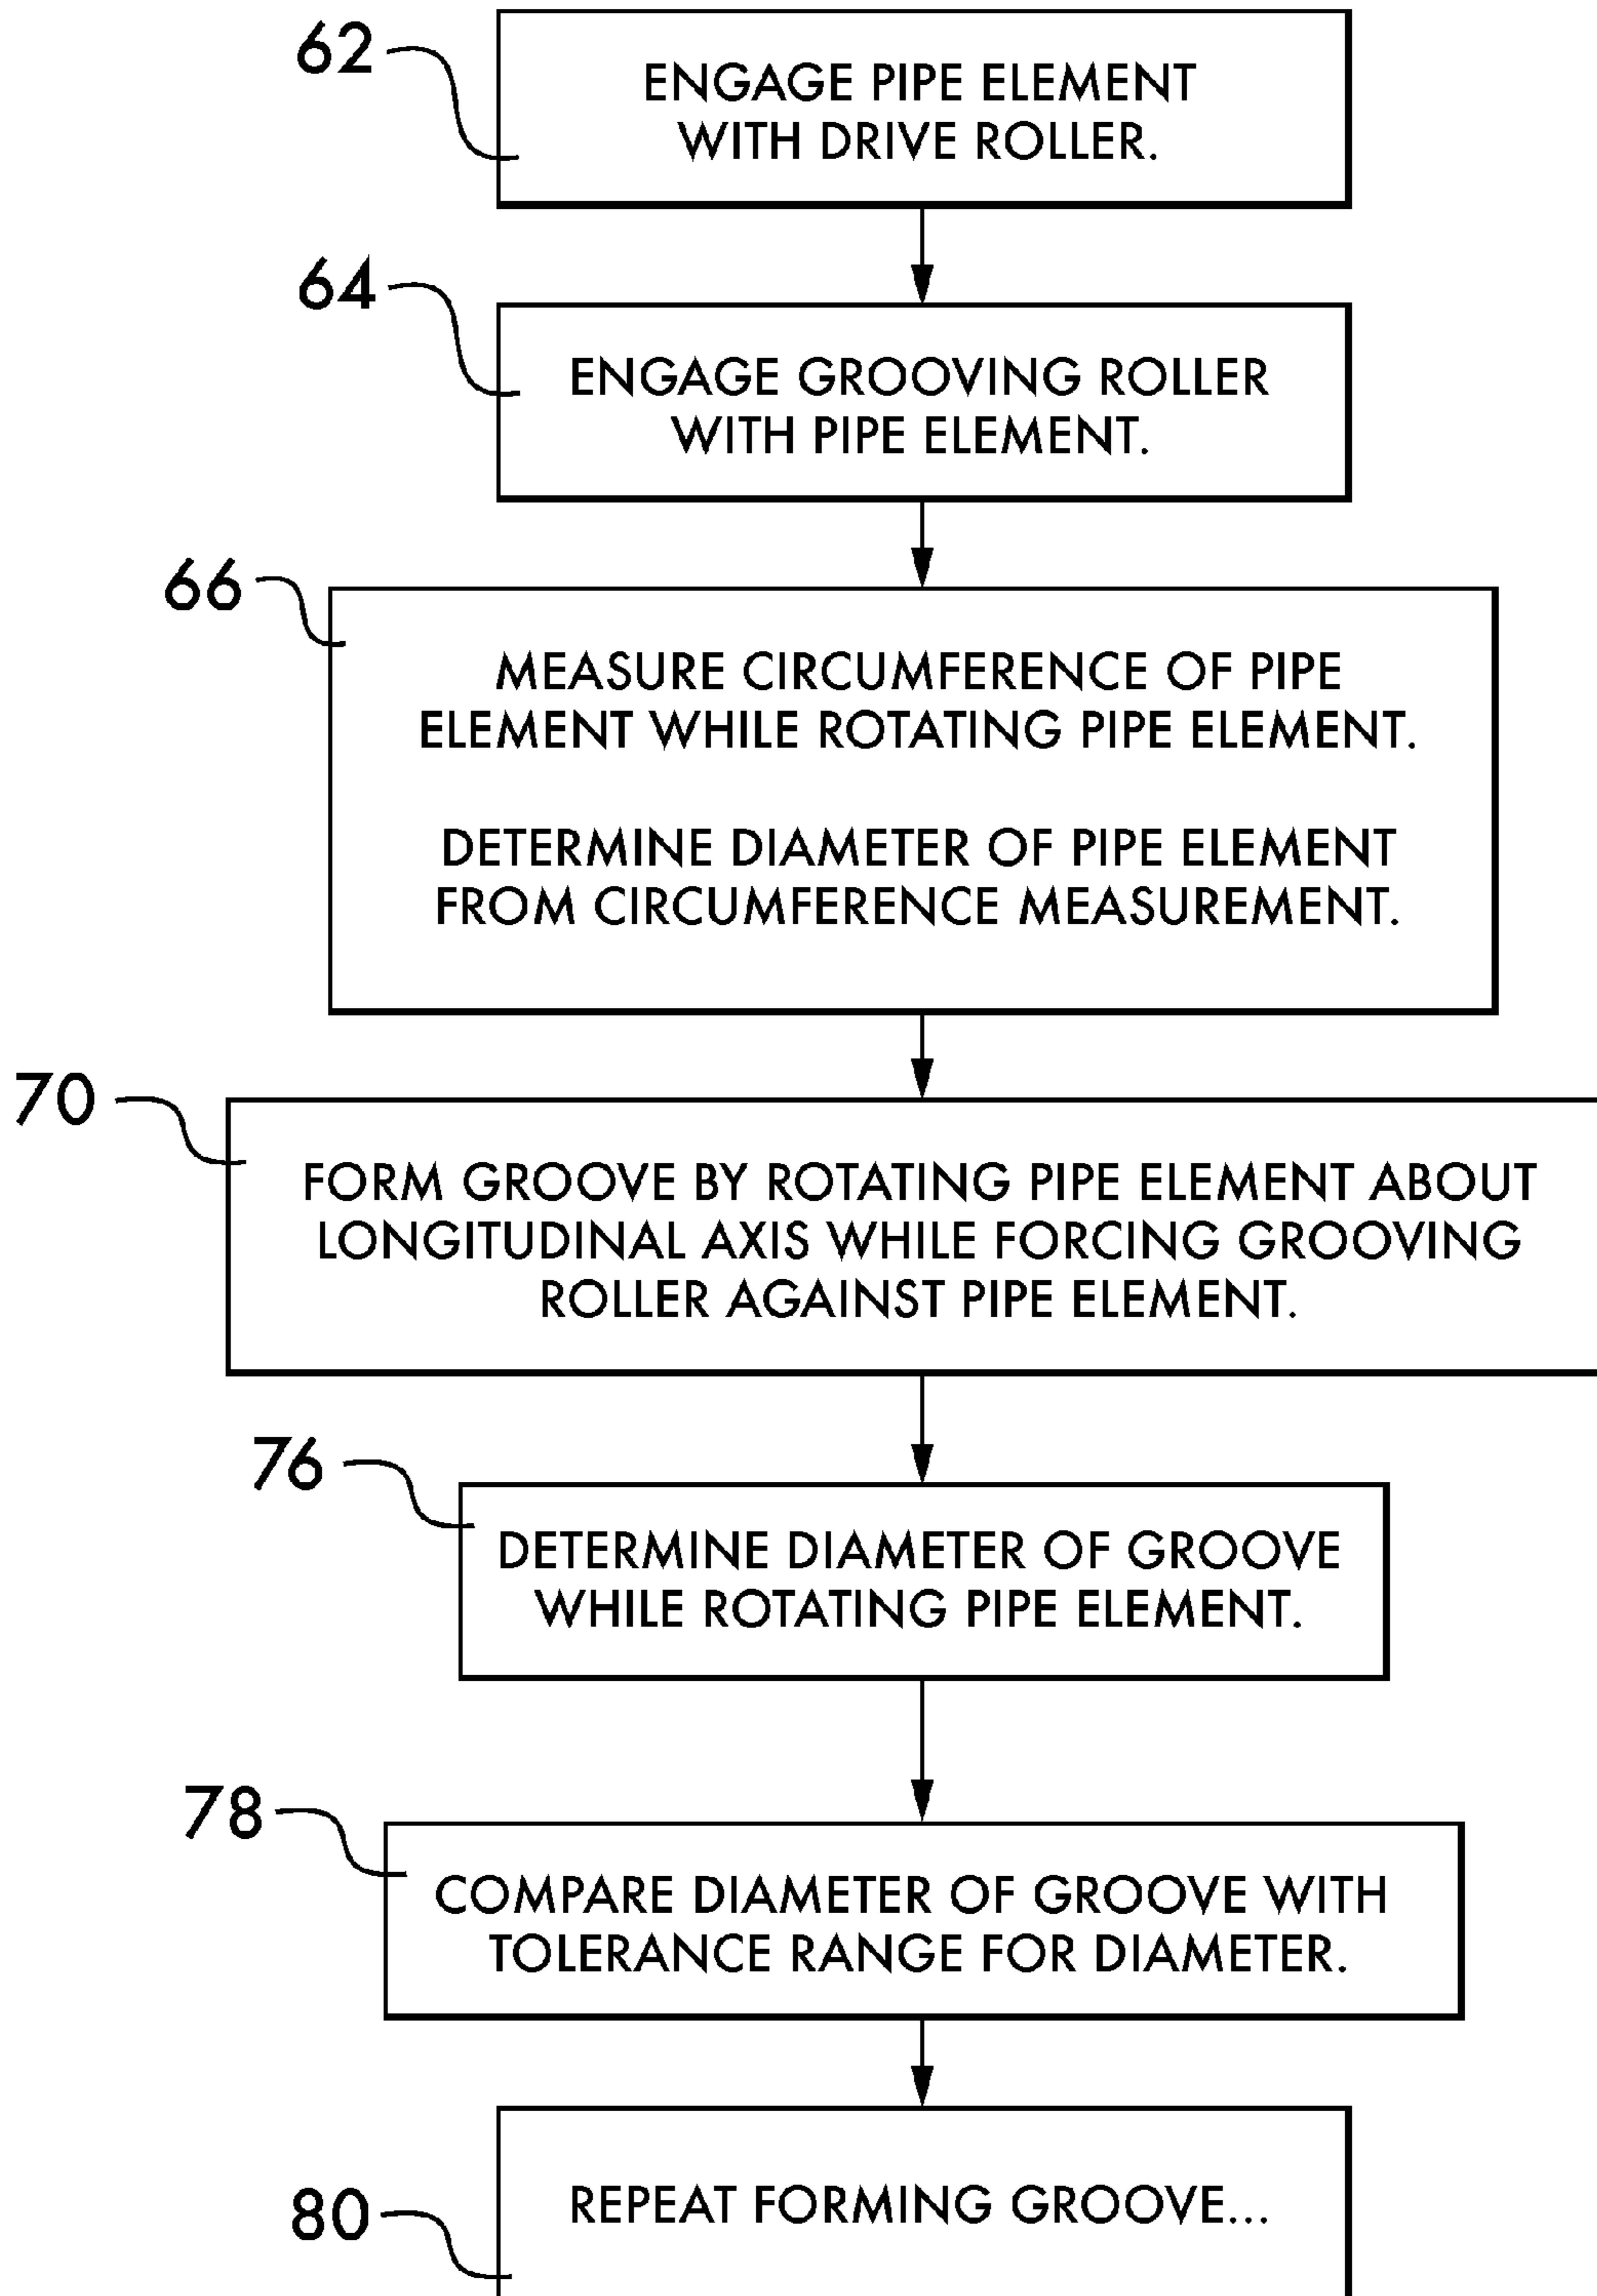 62
ENGAGE PIPE ELEMENT
WITH DRIVE ROLLER.
64
ENGAGE GROOVING ROLLER
WITH PIPE ELEMENT.
66
MEASURE CIRCUMFERENCE OF PIPE
ELEMENT WHILE ROTATING PIPE ELEMENT.
DETERMINE DIAMETER OF PIPE ELEMENT
FROM CIRCUMFERENCE MEASUREMENT.
70
FORM GROOVE BY ROTATING PIPE ELEMENT ABOUT
LONGITUDINAL AXIS WHILE FORCING GROOVING
ROLLER AGAINST PIPE ELEMENT.
76
DETERMINE DIAMETER OF GROOVE
WHILE ROTATING PIPE ELEMENT.
78
COMPARE DIAMETER OF GROOVE WITH
TOLERANCE RANGE FOR DIAMETER.
80
REPEAT FORMING GROOVE...